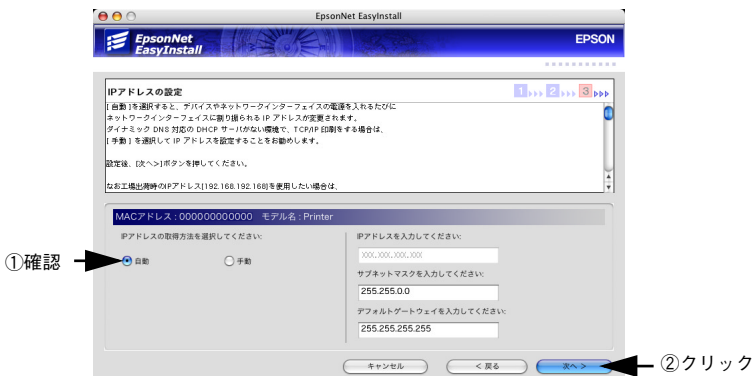 EpsonNet EasyInstall
EpsonNet
EasyInstall
EPSON
IPアドレスの設定
1 2 3
[ 自動 ]を選択すると、デバイスやネットワークインターフェイスの電源を入れるたびに
ネットワークインターフェイスに割り振られる IP アドレスが変更されます。
ダイナミック DNS 対応の DHCP サーバがない環境で、TCP/IP 印刷をする場合は、
[ 手動 ] を選択して IP アドレスを設定することをお勧めします。
設定後、[次へ>]ボタンを押してください。
なお工場出荷時のIPアドレス[192.168.192.168]を使用したい場合は、
MACアドレス : 000000000000 モデル名 : Printer
IPアドレスの取得方法を選択してください:
自動
手動
IPアドレスを入力してください:
XXX.XXX.XXX.XXX
サブネットマスクを入力してください:
255.255.0.0
デフォルトゲートウェイを入力してください:
255.255.255.255
キャンセル
< 戻る
次へ >
①確認
②クリック